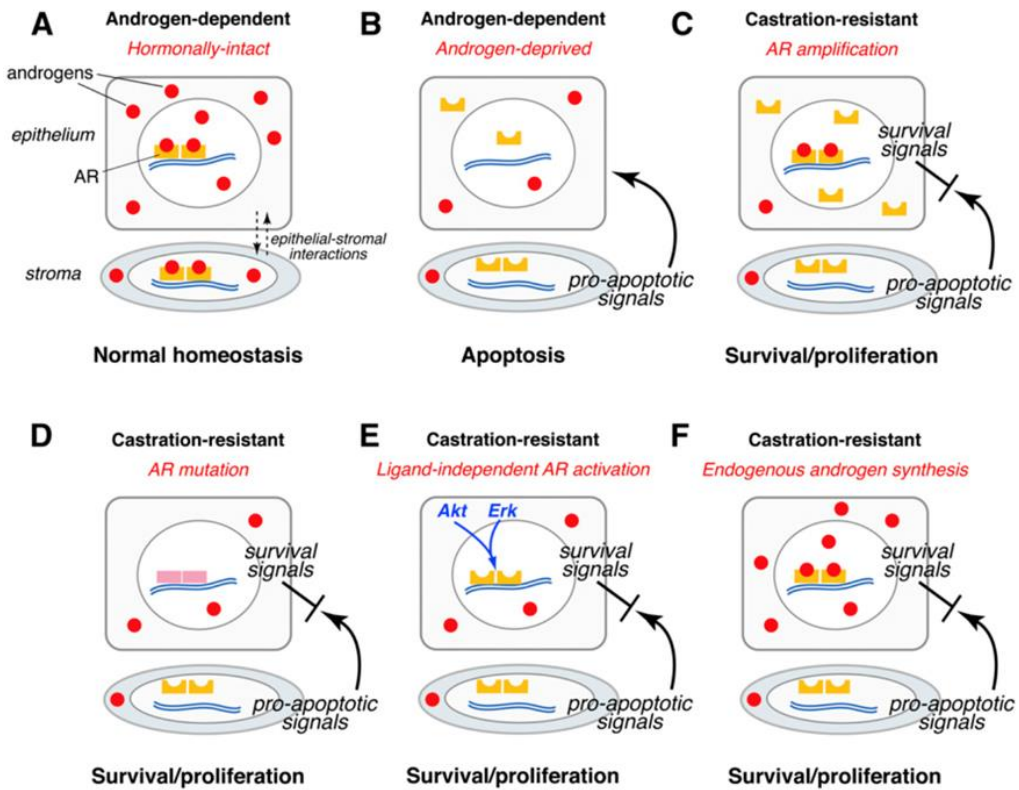 A
Androgen-dependent
Hormonally-intact
androgens
epithelium
AR
epithelial-stromal
interactions
stroma
Normal homeostasis
B
Androgen-dependent
Androgen-deprived
pro-apoptotic
signals
Apoptosis
C
Castration-resistant
AR amplification
survival
signals
pro-apoptotic
signals
Survival/proliferation
D
Castration-resistant
AR mutation
survival
signals
pro-apoptotic
signals
Survival/proliferation
E
Castration-resistant
Ligand-independent AR activation
Akt Erk
survival
signals
pro-apoptotic
signals
Survival/proliferation
F
Castration-resistant
Endogenous androgen synthesis
survival
signals
pro-apoptotic
signals
Survival/proliferation